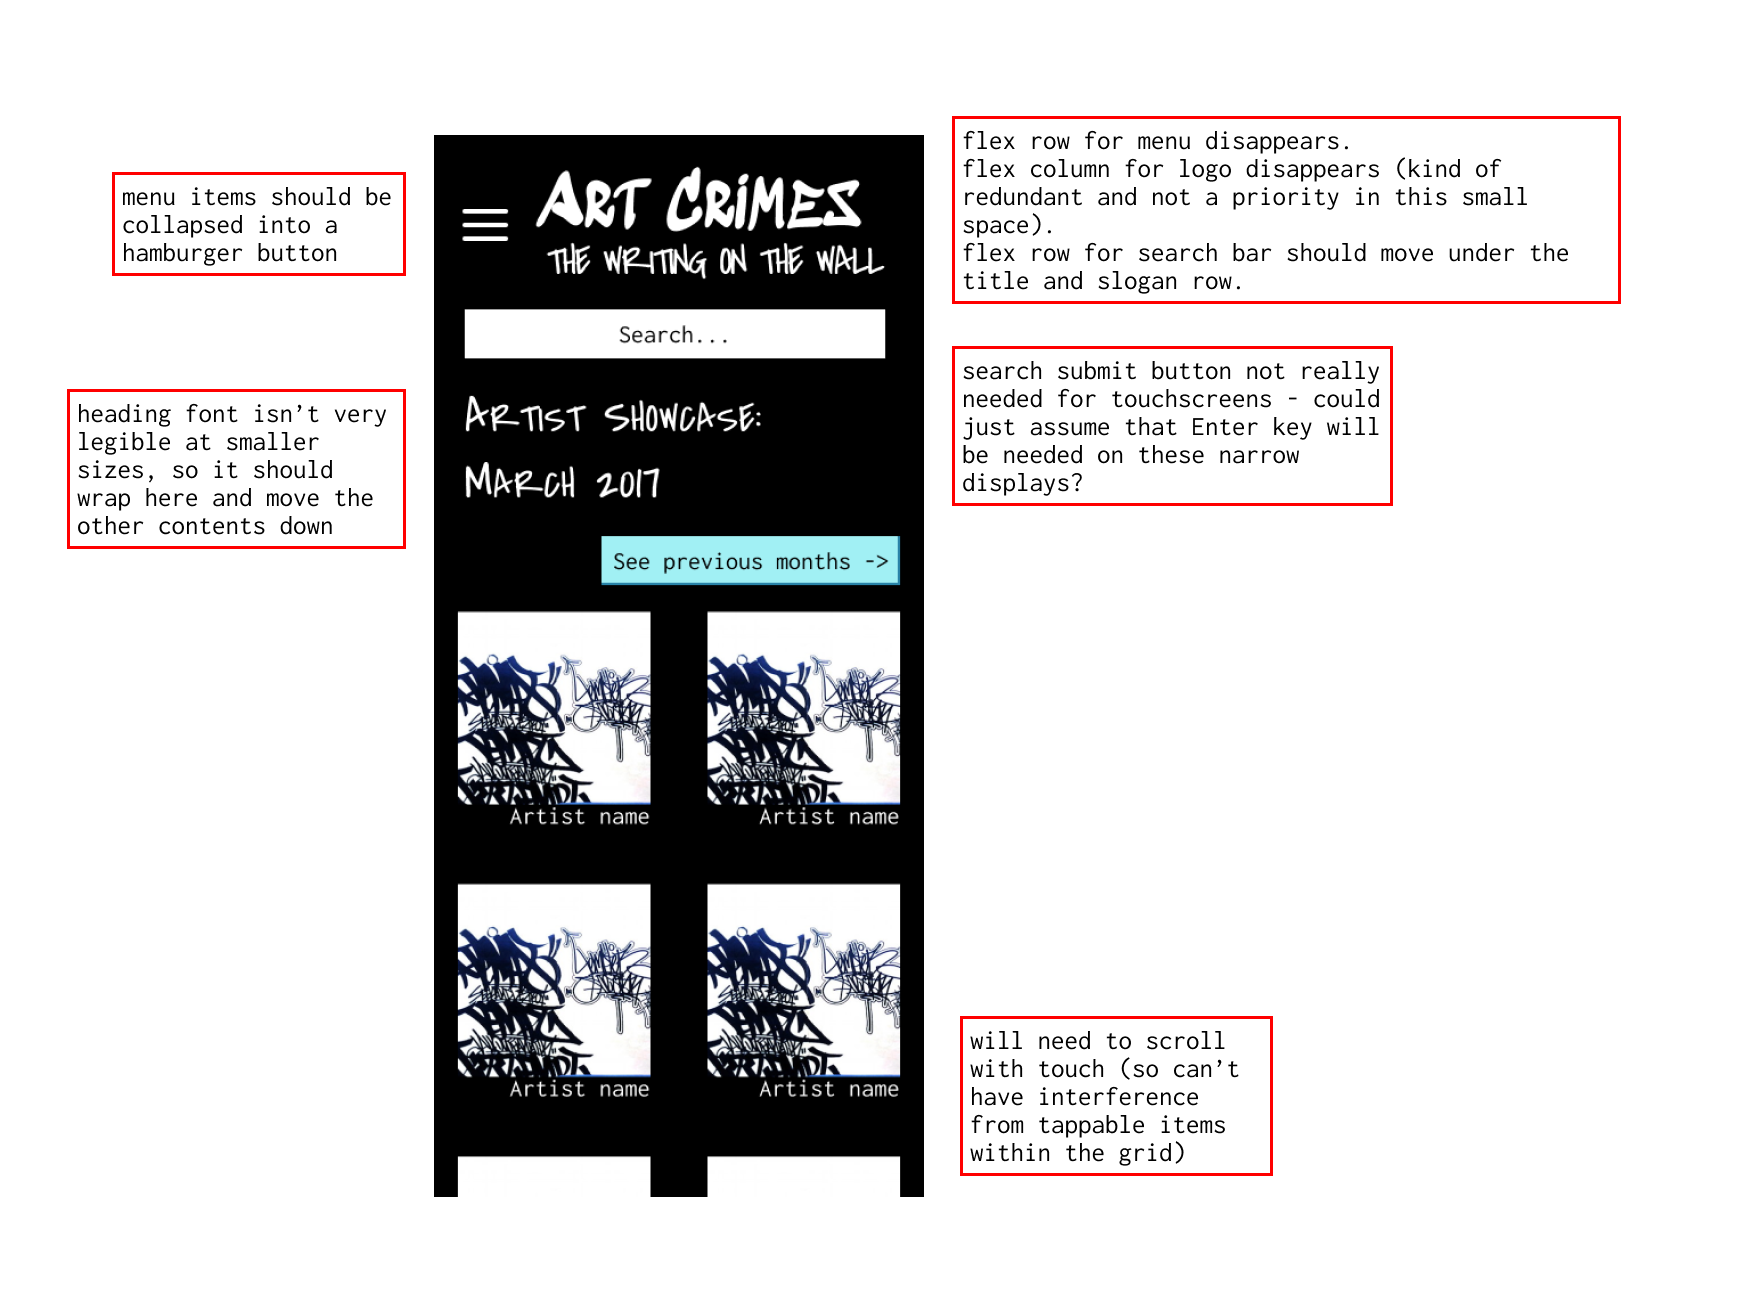 menu items should be
collapsed into a
hamburger button
heading font isn't very
legible at smaller
sizes, so it should
wrap here and move the
other contents down
ART CRiMES
THE WRITING ON THE WALL
Search...
ARTIST SHOWCASE:
MARCH 2017
See previous months ->
Artist name
Artist name
Artist name
Artist name
flex row for menu disappears.
flex column for logo disappears (kind of
redundant and not a priority in this small
space).
flex row for search bar should move under the
title and slogan row.
search submit button not really
needed for touchscreens - could
just assume that Enter key will
be needed on these narrow
displays?
will need to scroll
with touch (so can't
have interference
from tappable items
within the grid)